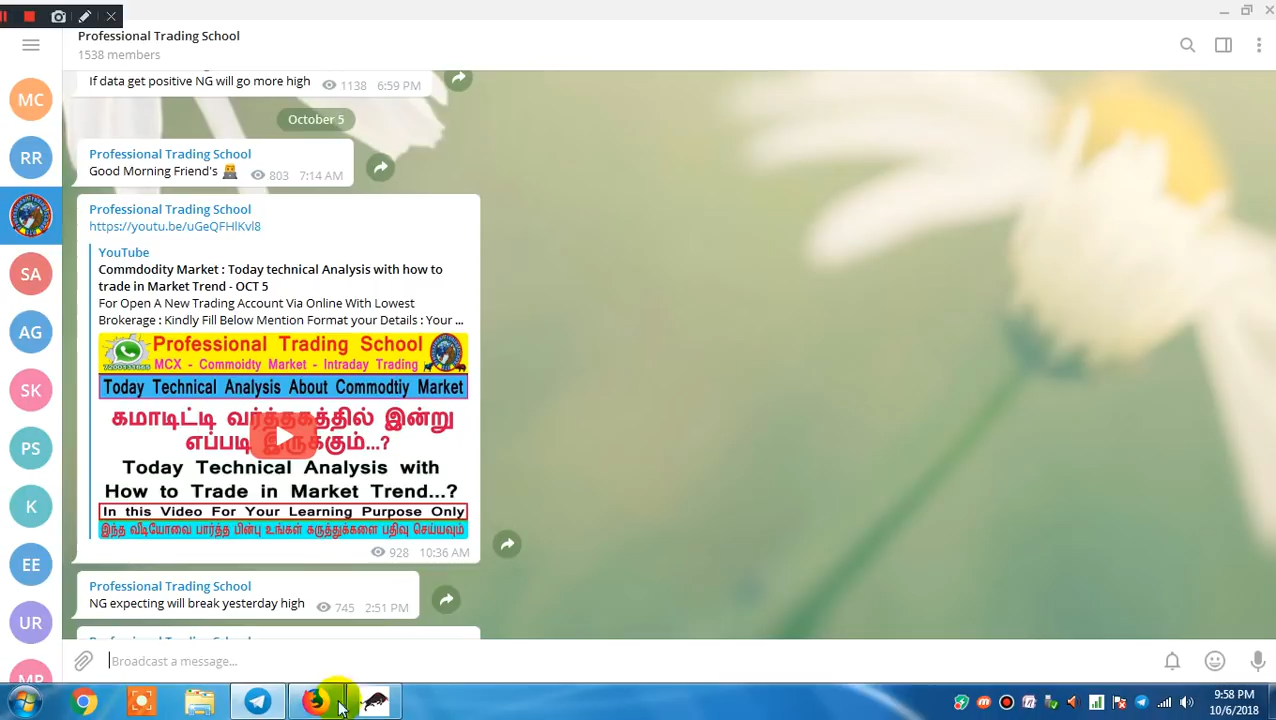 Professional Trading School
1538 members
If data get positive NG will go more high
1138 6:59 PM
October 5
Professional Trading School
Good Morning Friend's
803 7:14 AM
Professional Trading School
https://youtu.be/uGeQFHlKvl8
YouTube
Commdodity Market : Today technical Analysis with how to
trade in Market Trend - OCT 5
For Open A New Trading Account Via Online With Lowest
Brokerage : Kindly Fill Below Mention Format your Details : Your ...
Professional Trading School
MCX - Commoidty Market - Intraday Trading
7200131865
Today Technical Analysis About Commodtiy Market
கமாடிட்டி வர்த்தகத்தில் இன்று
எப்படி இருக்கும்...?
Today Technical Analysis with
How to Trade in Market Trend...?
In this Video For Your Learning Purpose Only
இந்த வீடியோவை பார்த்த பின்பு உங்கள் கருத்துக்களை பதிவு செய்யவும்
928 10:36 AM
Professional Trading School
NG expecting will break yesterday high
745 2:51 PM
Professional Trading School
Broadcast a message...
MC
RR
SA
AG
SK
PS
K
EE
UR
MP
9:58 PM
10/6/2018